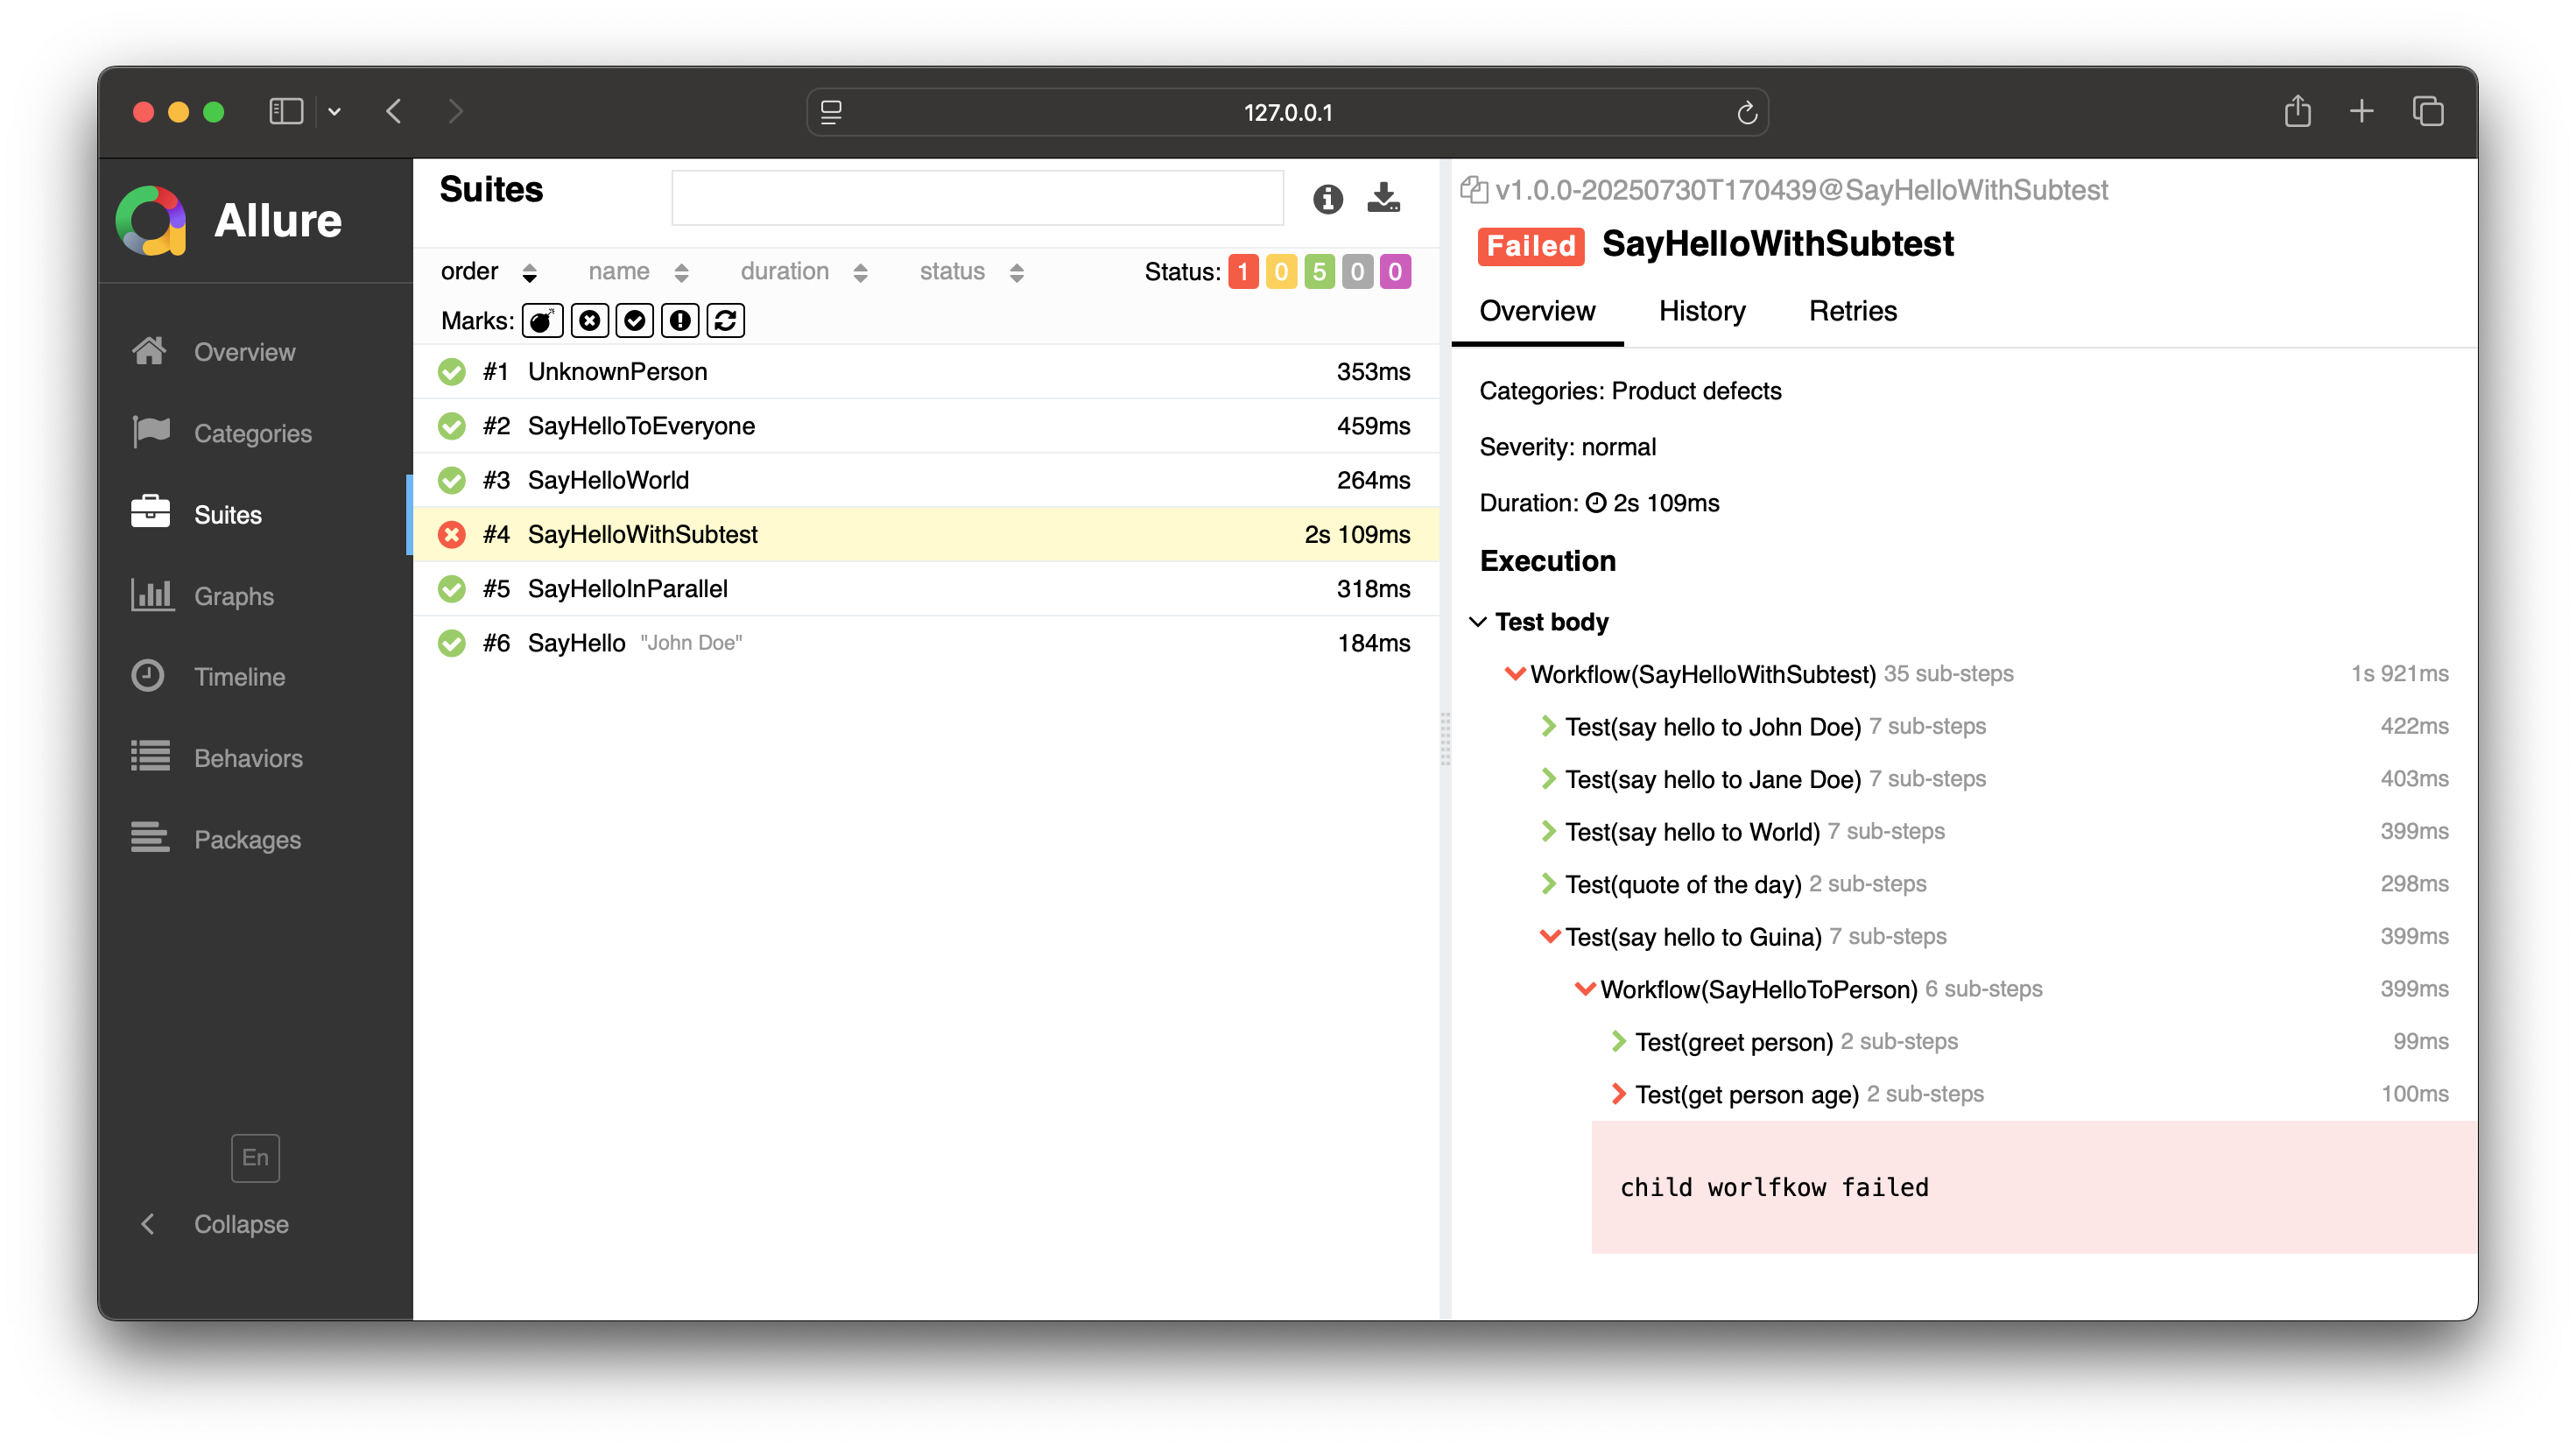 127.0.0.1
Allure
Overview
Categories
Suites
Graphs
Timeline
Behaviors
Packages
En
Collapse
Suites
order name duration status Status: 1 0 5 0 0
Marks:
#1 UnknownPerson 353ms
#2 SayHelloToEveryone 459ms
#3 SayHelloWorld 264ms
#4 SayHelloWithSubtest 2s 109ms
#5 SayHelloInParallel 318ms
#6 SayHello "John Doe" 184ms
v1.0.0-20250730T170439@SayHelloWithSubtest
Failed SayHelloWithSubtest
Overview History Retries
Categories: Product defects
Severity: normal
Duration: 2s 109ms
Execution
Test body
Workflow(SayHelloWithSubtest) 35 sub-steps 1s 921ms
Test(say hello to John Doe) 7 sub-steps 422ms
Test(say hello to Jane Doe) 7 sub-steps 403ms
Test(say hello to World) 7 sub-steps 399ms
Test(quote of the day) 2 sub-steps 298ms
Test(say hello to Guina) 7 sub-steps 399ms
Workflow(SayHelloToPerson) 6 sub-steps 399ms
Test(greet person) 2 sub-steps 99ms
Test(get person age) 2 sub-steps 100ms
child worlfkow failed